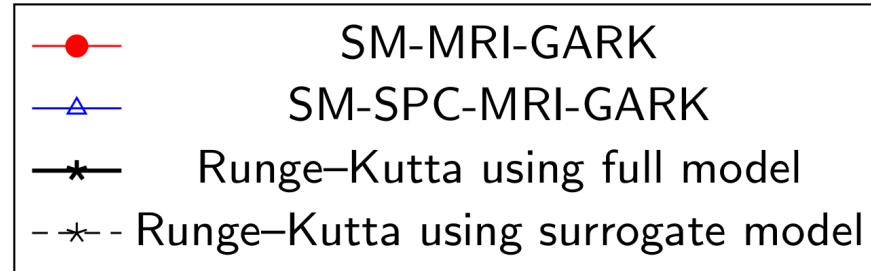 SM-MRI-GARK
SM-SPC-MRI-GARK
Runge–Kutta using full model
Runge–Kutta using surrogate model